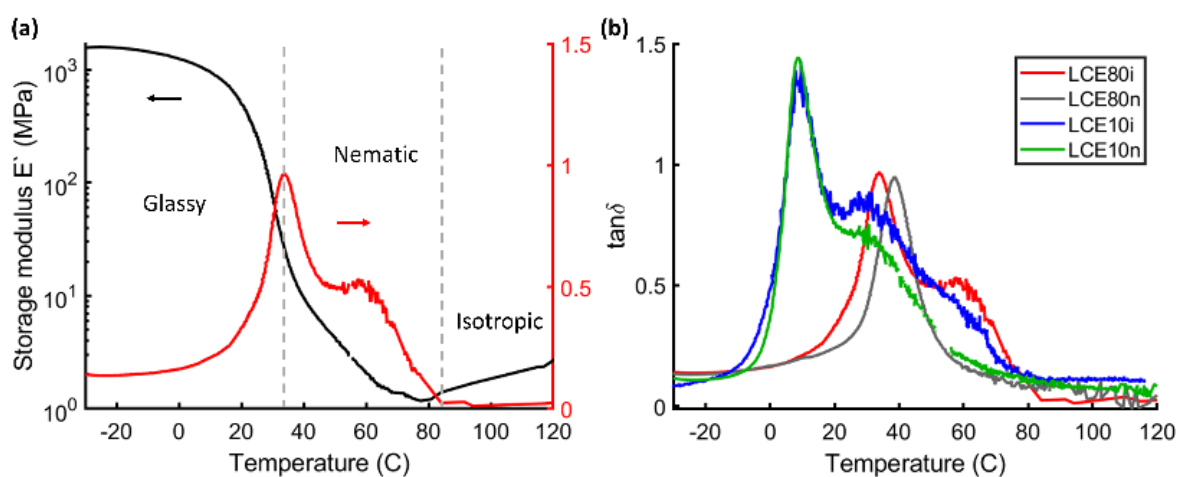 (a)
Storage modulus E` (MPa)
10³
10²
10¹
10⁰
Glassy
Nematic
Isotropic
1.5
1
0.5
0
-20
0
20
40
60
80
100
120
Temperature (C)
(b)
tanδ
1.5
1
0.5
0
LCE80i
LCE80n
LCE10i
LCE10n
-20
0
20
40
60
80
100
120
Temperature (C)